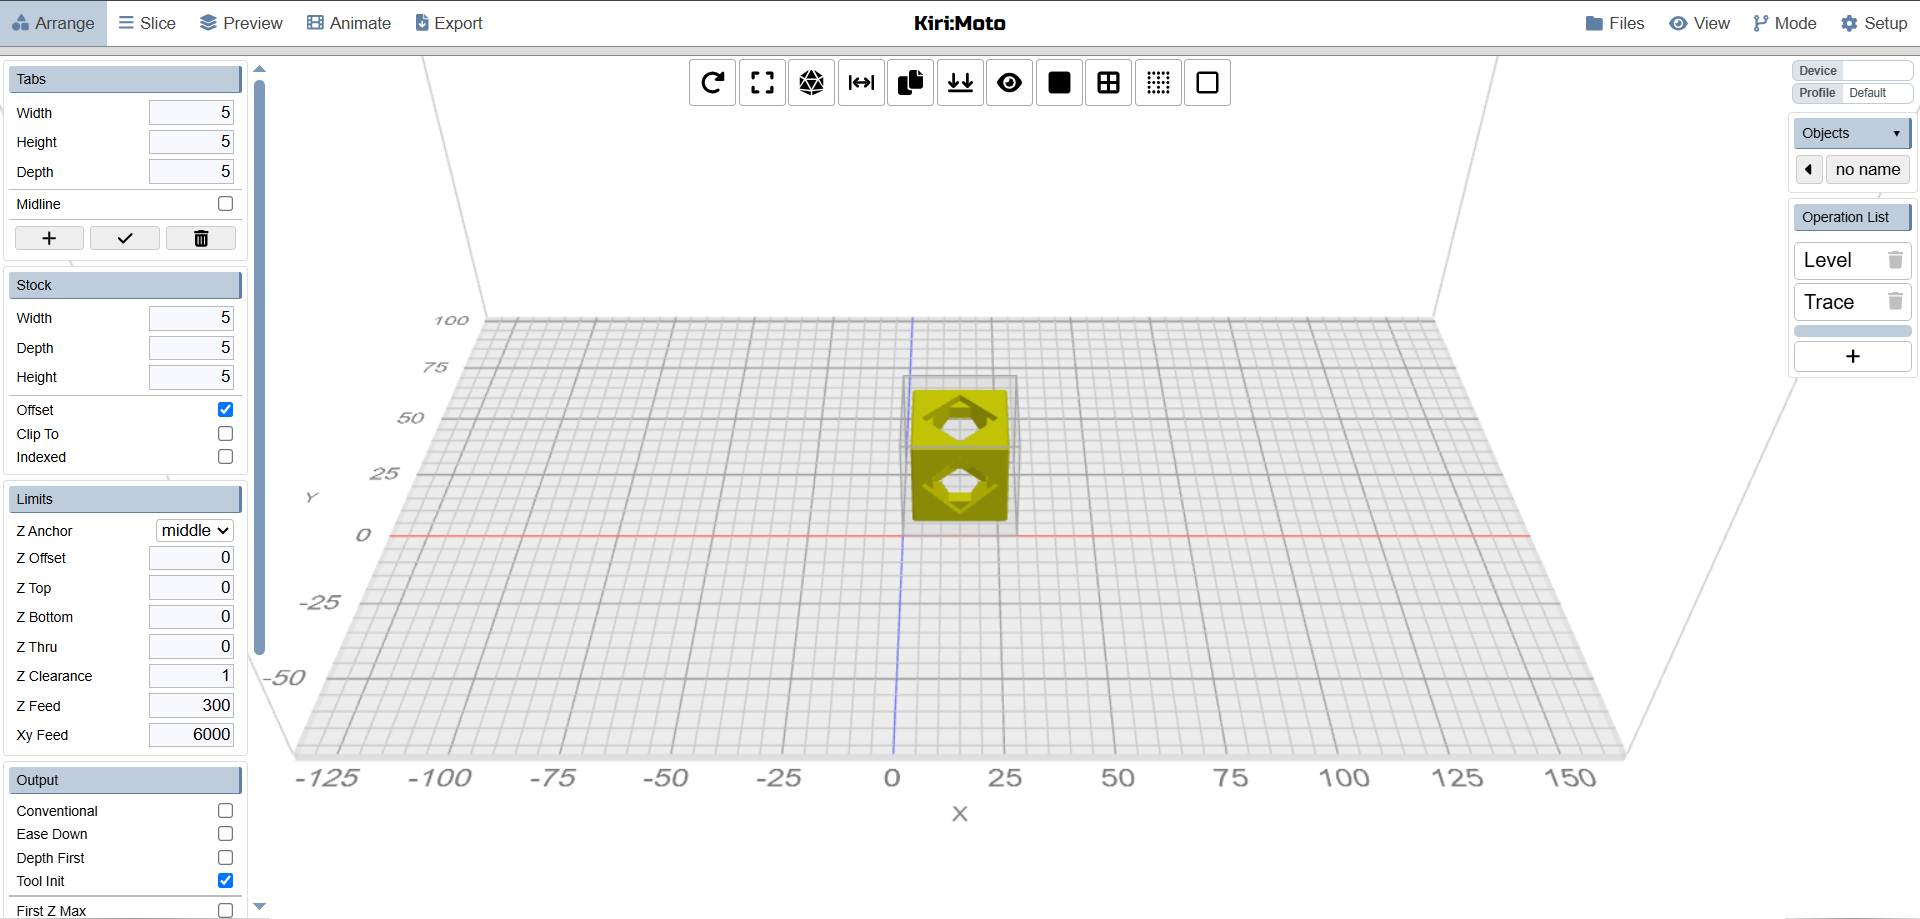 Arrange Slice Preview Animate Export Kiri:Moto Files View Mode Setup
Tabs
Width 5
Height 5
Depth 5
Midline
Stock
Width 5
Depth 5
Height 5
Offset
Clip To
Indexed
Limits
Z Anchor middle
Z Offset 0
Z Top 0
Z Bottom 0
Z Thru 0
Z Clearance 1
Z Feed 300
Xy Feed 6000
Output
Conventional
Ease Down
Depth First
Tool Init
First Z Max
100
75
50
25
Y
0
-25
-50
-125 -100 -75 -50 -25 0 25 50 75 100 125 150
X
Device
Profile Default
Objects
no name
Operation List
Level
Trace
+